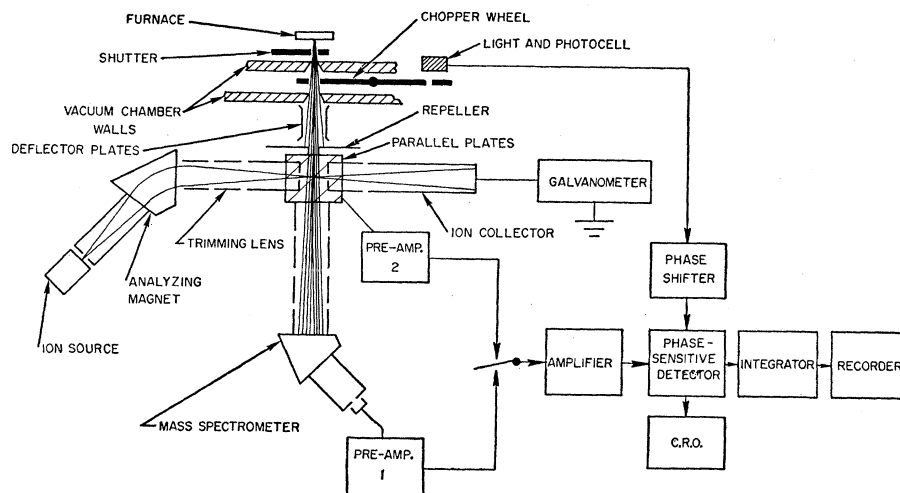 FURNACE
CHOPPER WHEEL
LIGHT AND PHOTOCELL
SHUTTER
VACUUM CHAMBER
WALLS
DEFLECTOR PLATES
REPELLER
PARALLEL PLATES
GALVANOMETER
TRIMMING LENS
ION COLLECTOR
PRE-AMP.
2
ANALYZING
MAGNET
ION SOURCE
PHASE
SHIFTER
AMPLIFIER
PHASE-
SENSITIVE
DETECTOR
INTEGRATOR
RECORDER
MASS SPECTROMETER
PRE-AMP.
1
C.R.O.